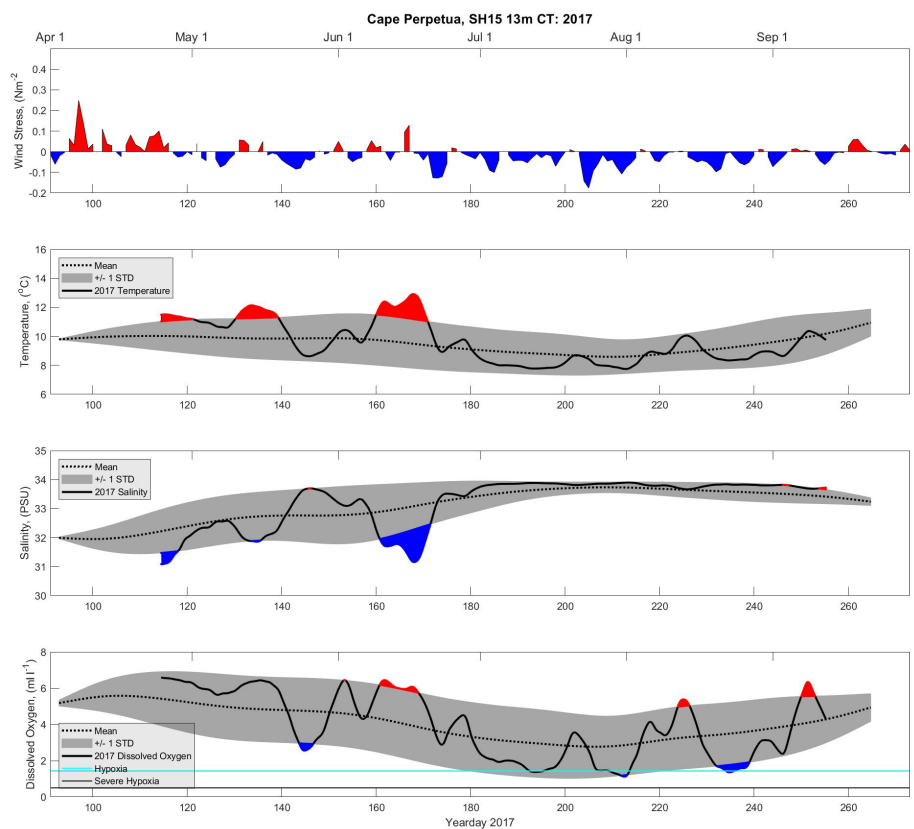 Cape Perpetua, SH15 13m CT: 2017
Apr 1 May 1 Jun 1 Jul 1 Aug 1 Sep 1
Wind Stress, (Nm-2
0.4
0.3
0.2
0.1
0
-0.1
-0.2
100 120 140 160 180 200 220 240 260
Temperature, (°C)
16
14
12
10
8
6
Mean
+/- 1 STD
2017 Temperature
100 120 140 160 180 200 220 240 260
Salinity, (PSU)
35
34
33
32
31
30
Mean
+/- 1 STD
2017 Salinity
100 120 140 160 180 200 220 240 260
Dissolved Oxygen, (ml l-1)
8
6
4
2
0
Mean
+/- 1 STD
2017 Dissolved Oxygen
Hypoxia
Severe Hypoxia
100 120 140 160 180 200 220 240 260
Yearday 2017